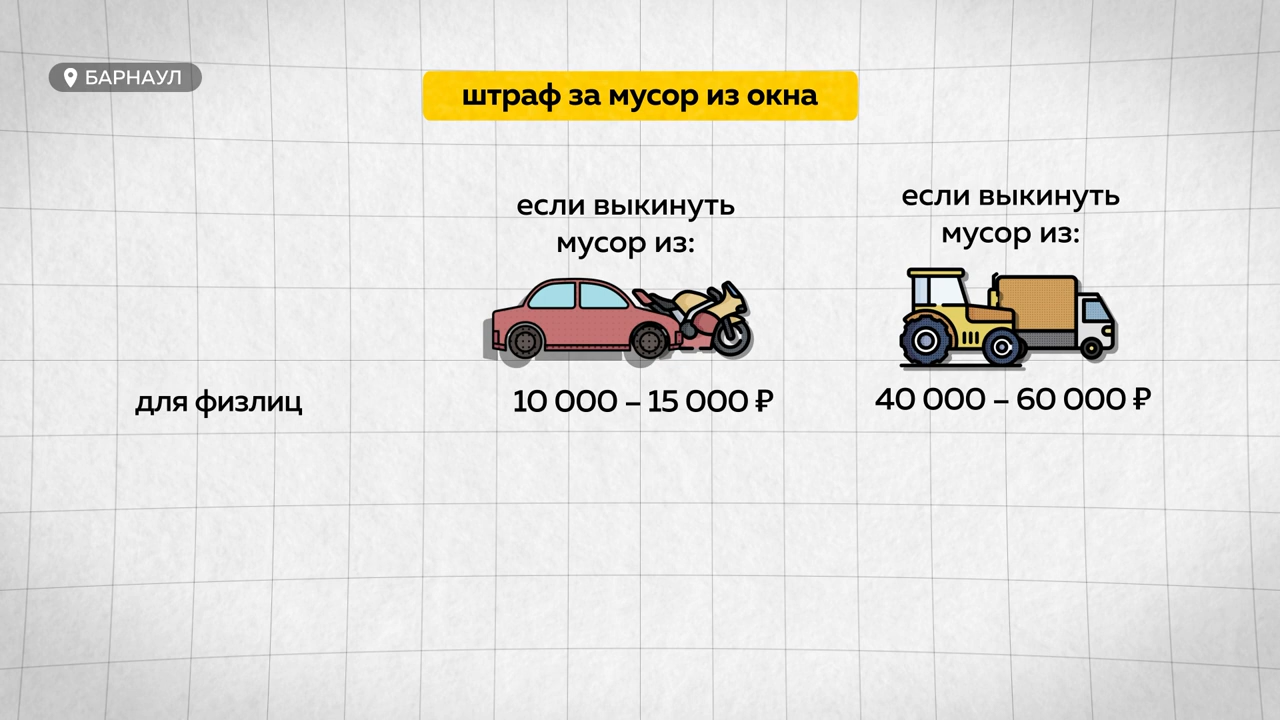 БАРНАУЛ
штраф за мусор из окна
если выкинуть
мусор из:
если выкинуть
мусор из:
для физлиц
10 000 – 15 000 ₽
40 000 – 60 000 ₽